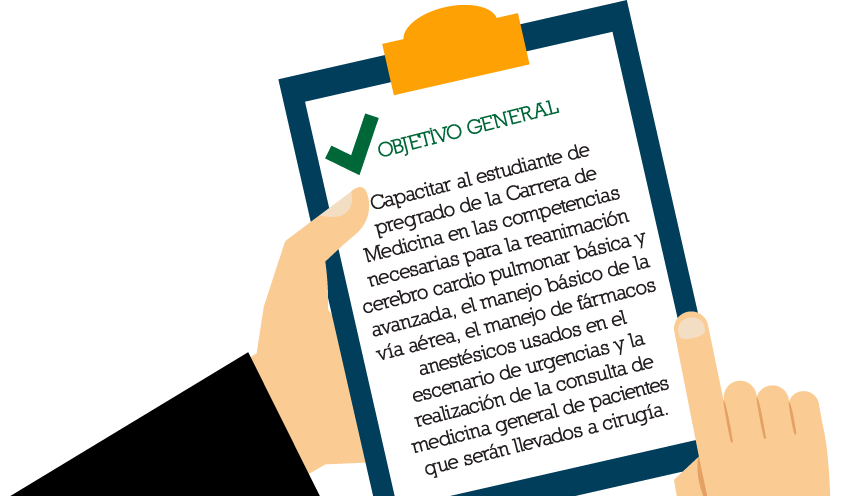 OBJETIVO GENERAL
Capacitar al estudiante de
pregrado de la Carrera de
Medicina en las competencias
necesarias para la reanimación
cerebro cardio pulmonar básica y
avanzada, el manejo básico de la
vía aérea, el manejo de fármacos
anestésicos usados en el
escenario de urgencias y la
realización de la consulta de
medicina general de pacientes
que serán llevados a cirugía.